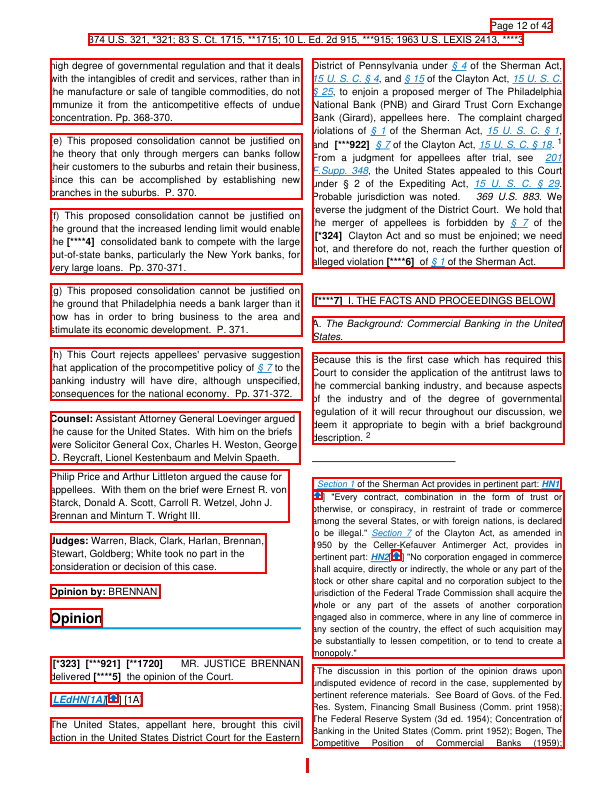 Page 12 of 42
374 U.S. 321, *321; 83 S. Ct. 1715, **1715; 10 L. Ed. 2d 915, ***915; 1963 U.S. LEXIS 2413, ****3
high degree of governmental regulation and that it deals
with the intangibles of credit and services, rather than in
the manufacture or sale of tangible commodities, do not
immunize it from the anticompetitive effects of undue
concentration. Pp. 368-370.
(e) This proposed consolidation cannot be justified on
the theory that only through mergers can banks follow
their customers to the suburbs and retain their business,
since this can be accomplished by establishing new
branches in the suburbs. P. 370.
(f) This proposed consolidation cannot be justified on
the ground that the increased lending limit would enable
the [****4] consolidated bank to compete with the large
out-of-state banks, particularly the New York banks, for
very large loans. Pp. 370-371.
(g) This proposed consolidation cannot be justified on
the ground that Philadelphia needs a bank larger than it
now has in order to bring business to the area and
stimulate its economic development. P. 371.
(h) This Court rejects appellees' pervasive suggestion
that application of the procompetitive policy of § 7 to the
banking industry will have dire, although unspecified,
consequences for the national economy. Pp. 371-372.
Counsel: Assistant Attorney General Loevinger argued
the cause for the United States. With him on the briefs
were Solicitor General Cox, Charles H. Weston, George
D. Reycraft, Lionel Kestenbaum and Melvin Spaeth.
Philip Price and Arthur Littleton argued the cause for
appellees. With them on the brief were Ernest R. von
Starck, Donald A. Scott, Carroll R. Wetzel, John J.
Brennan and Minturn T. Wright III.
Judges: Warren, Black, Clark, Harlan, Brennan,
Stewart, Goldberg; White took no part in the
consideration or decision of this case.
Opinion by: BRENNAN
Opinion
[*323] [***921] [**1720] MR. JUSTICE BRENNAN
delivered [****5] the opinion of the Court.
LEdHN[1A][] [1A]
The United States, appellant here, brought this civil
action in the United States District Court for the Eastern
District of Pennsylvania under § 4 of the Sherman Act,
15 U. S. C. § 4, and § 15 of the Clayton Act, 15 U. S. C.
§ 25, to enjoin a proposed merger of The Philadelphia
National Bank (PNB) and Girard Trust Corn Exchange
Bank (Girard), appellees here. The complaint charged
violations of § 1 of the Sherman Act, 15 U. S. C. § 1,
and [***922] § 7 of the Clayton Act, 15 U. S. C. § 18. 1
From a judgment for appellees after trial, see 201
F.Supp. 348, the United States appealed to this Court
under § 2 of the Expediting Act, 15 U. S. C. § 29.
Probable jurisdiction was noted. 369 U.S. 883. We
reverse the judgment of the District Court. We hold that
the merger of appellees is forbidden by § 7 of the
[*324] Clayton Act and so must be enjoined; we need
not, and therefore do not, reach the further question of
alleged violation [****6] of § 1 of the Sherman Act.
[****7] I. THE FACTS AND PROCEEDINGS BELOW.
A. The Background: Commercial Banking in the United
States.
Because this is the first case which has required this
Court to consider the application of the antitrust laws to
the commercial banking industry, and because aspects
of the industry and of the degree of governmental
regulation of it will recur throughout our discussion, we
deem it appropriate to begin with a brief background
description. 2
Section 1 of the Sherman Act provides in pertinent part: HN1
[] "Every contract, combination in the form of trust or
otherwise, or conspiracy, in restraint of trade or commerce
among the several States, or with foreign nations, is declared
to be illegal." Section 7 of the Clayton Act, as amended in
1950 by the Celler-Kefauver Antimerger Act, provides in
pertinent part: HN2[] "No corporation engaged in commerce
shall acquire, directly or indirectly, the whole or any part of the
stock or other share capital and no corporation subject to the
jurisdiction of the Federal Trade Commission shall acquire the
whole or any part of the assets of another corporation
engaged also in commerce, where in any line of commerce in
any section of the country, the effect of such acquisition may
be substantially to lessen competition, or to tend to create a
monopoly."
The discussion in this portion of the opinion draws upon
undisputed evidence of record in the case, supplemented by
pertinent reference materials. See Board of Govs. of the Fed.
Res. System, Financing Small Business (Comm. print 1958);
The Federal Reserve System (3d ed. 1954); Concentration of
Banking in the United States (Comm. print 1952); Bogen, The
Competitive Position of Commercial Banks (1959);